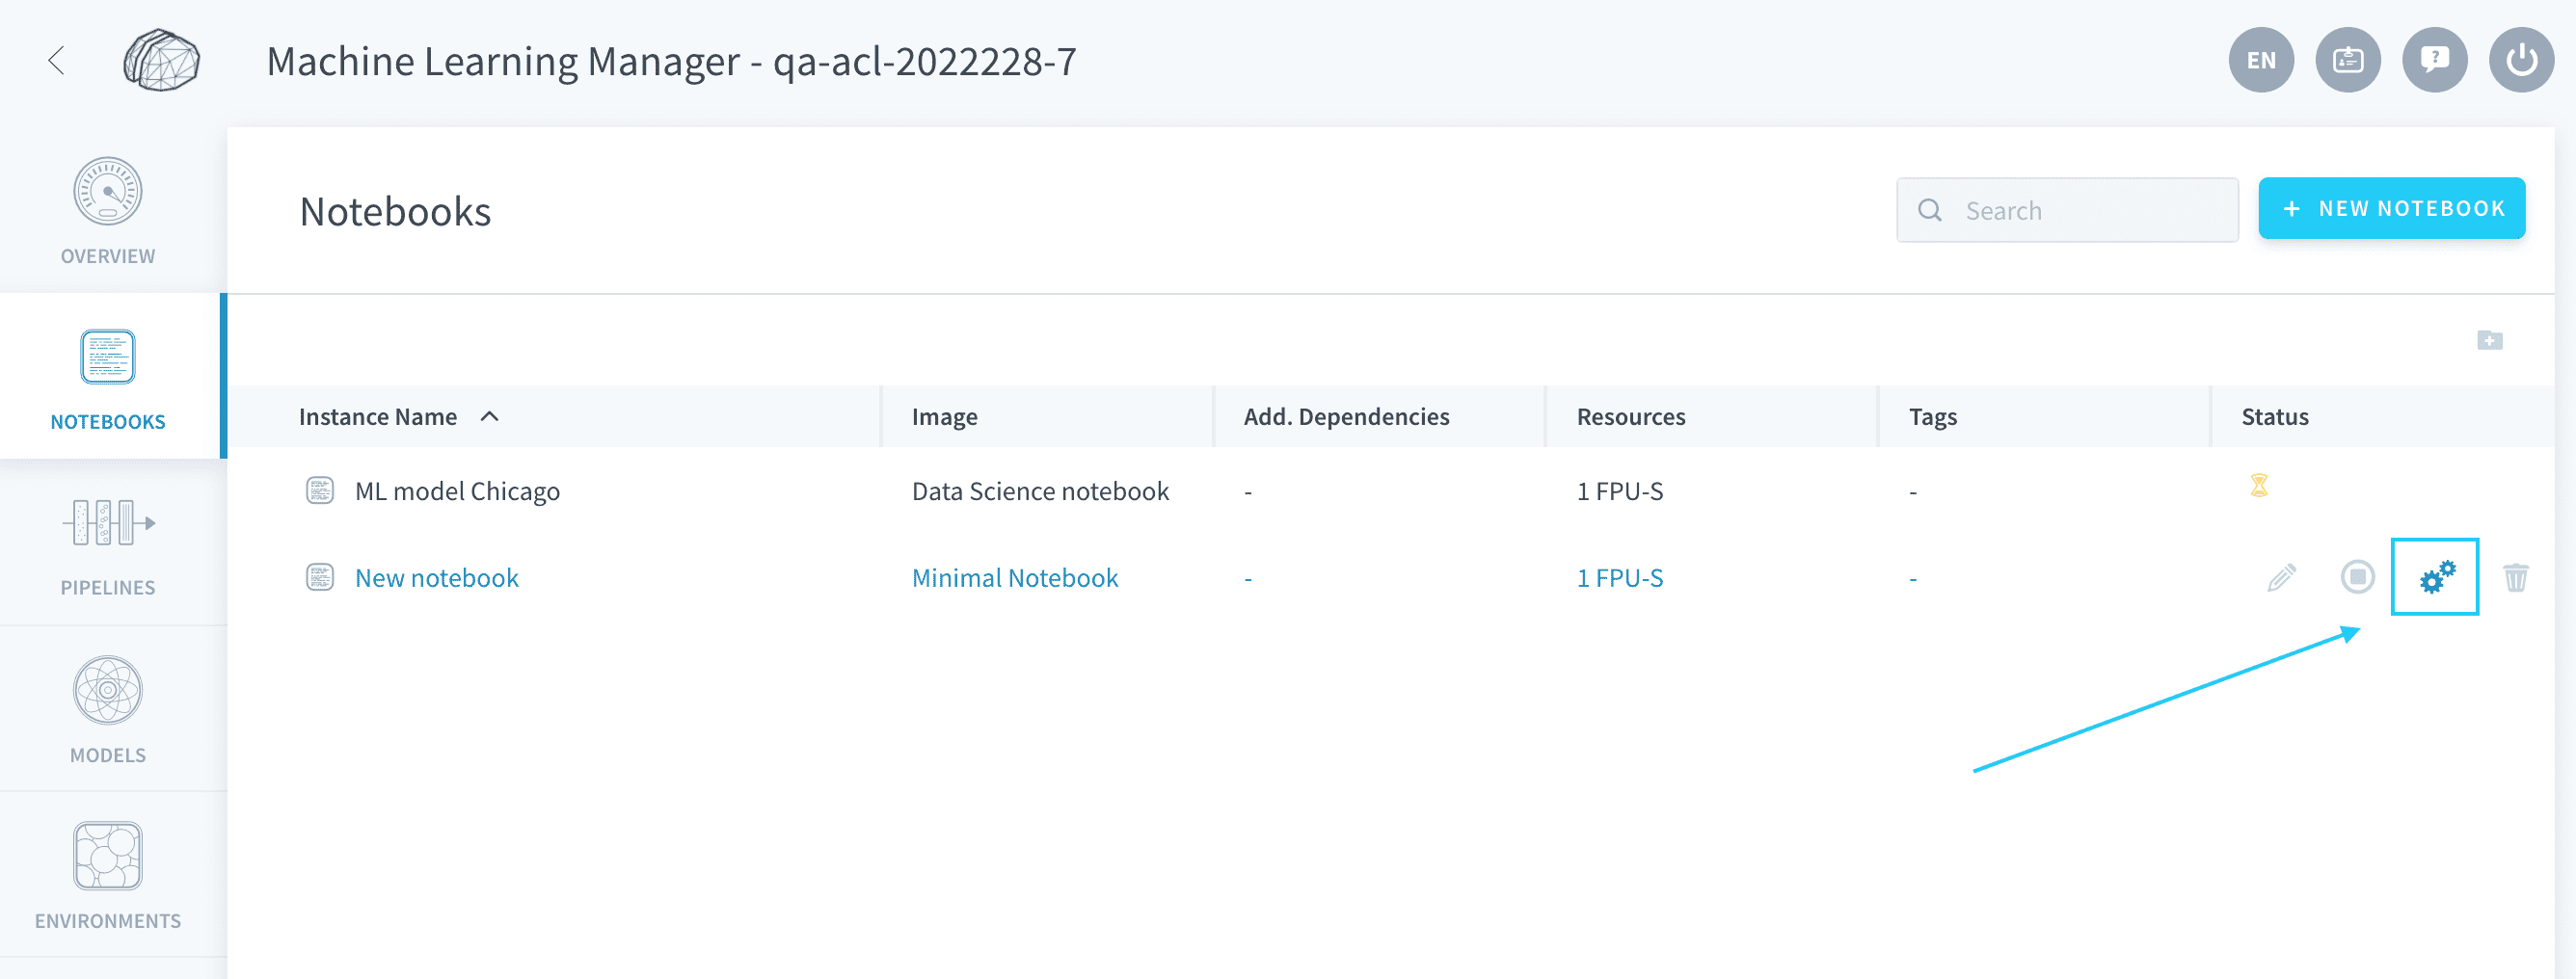 Machine Learning Manager - qa-acl-2022228-7
EN
?
OVERVIEW
NOTEBOOKS
PIPELINES
MODELS
ENVIRONMENTS
Notebooks
Search
+ NEW NOTEBOOK
Instance Name Image Add. Dependencies Resources Tags Status
ML model Chicago Data Science notebook - 1 FPU-S -
New notebook Minimal Notebook - 1 FPU-S -